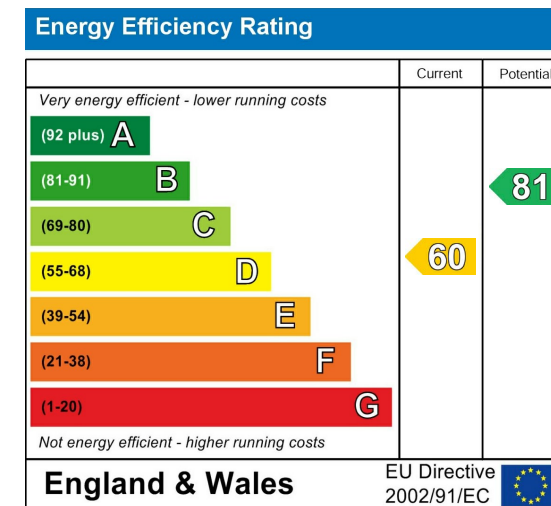 Energy Efficiency Rating
Current Potential
Very energy efficient - lower running costs
(92 plus) A
(81-91) B
81
(69-80) C
(55-68) D
60
(39-54) E
(21-38) F
(1-20) G
Not energy efficient - higher running costs
England & Wales
EU Directive
2002/91/EC